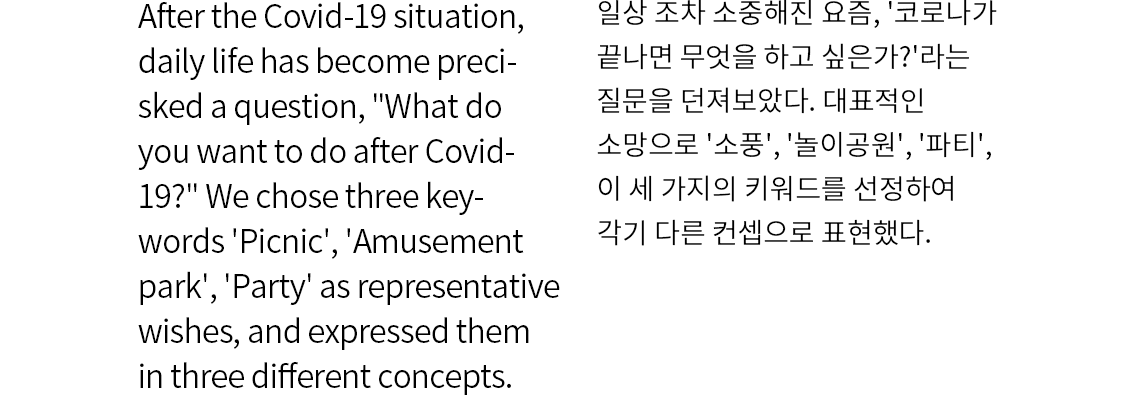 After the Covid-19 situation,
daily life has become preci-
sked a question, "What do
you want to do after Covid-
19?" We chose three key-
words 'Picnic', 'Amusement
park', 'Party' as representative
wishes, and expressed them
in three different concepts.
일상 조차 소중해진 요즘, '코로나가
끝나면 무엇을 하고 싶은가?'라는
질문을 던져보았다. 대표적인
소망으로 '소풍', '놀이공원', '파티',
이 세 가지의 키워드를 선정하여
각기 다른 컨셉으로 표현했다.